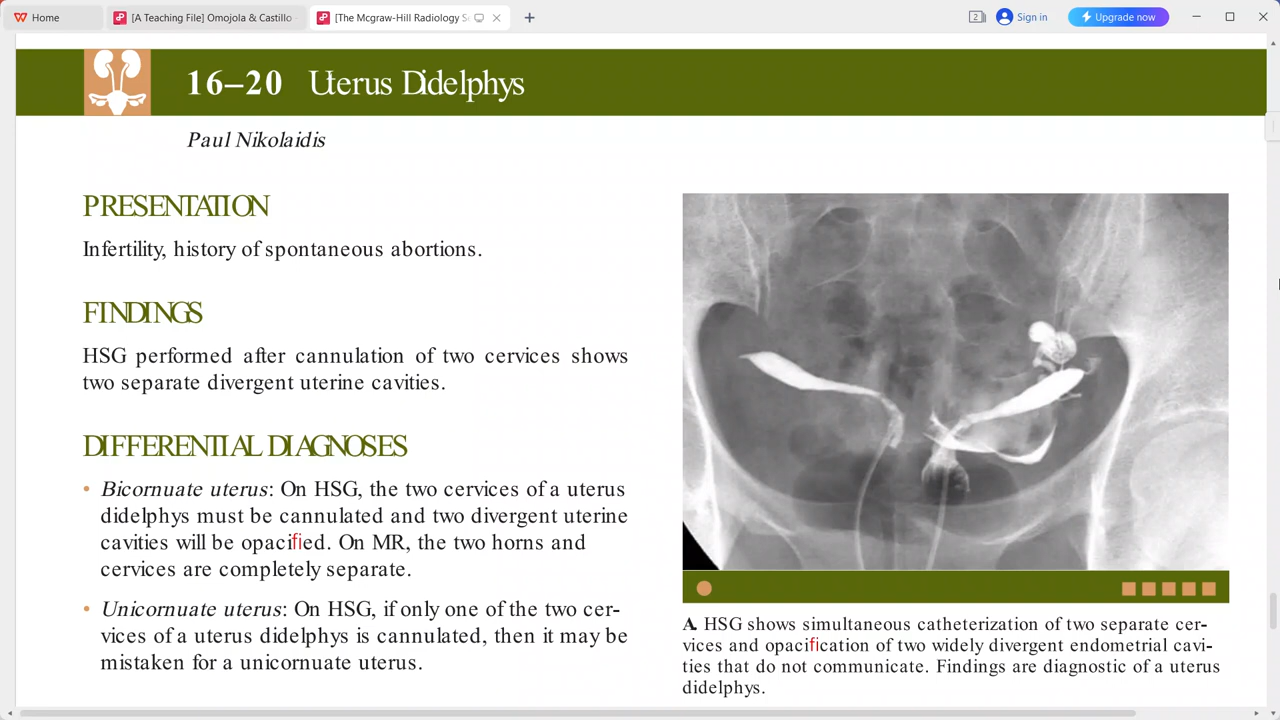 Home
[A Teaching File] Omojola & Castillo
[The Mcgraw-Hill Radiology S
2
Sign in
Upgrade now
16–20 Uterus Didelphys
Paul Nikolaidis
PRESENTATION
Infertility, history of spontaneous abortions.
FINDINGS
HSG performed after cannulation of two cervices shows
two separate divergent uterine cavities.
DIFFERENTIAL DIAGNOSES
• Bicornuate uterus: On HSG, the two cervices of a uterus
didelphys must be cannulated and two divergent uterine
cavities will be opacified. On MR, the two horns and
cervices are completely separate.
• Unicornuate uterus: On HSG, if only one of the two cer-
vices of a uterus didelphys is cannulated, then it may be
mistaken for a unicornuate uterus.
A. HSG shows simultaneous catheterization of two separate cer-
vices and opacification of two widely divergent endometrial cavi-
ties that do not communicate. Findings are diagnostic of a uterus
didelphys.